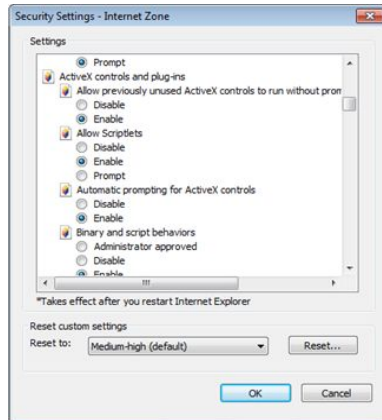 Security Settings - Internet Zone
Settings
Prompt
ActiveX controls and plug-ins
Allow previously unused ActiveX controls to run without prom
Disable
Enable
Allow Scriptlets
Disable
Enable
Prompt
Automatic prompting for ActiveX controls
Disable
Enable
Binary and script behaviors
Administrator approved
Disable
Enable
*Takes effect after you restart Internet Explorer
Reset custom settings
Reset to: Medium-high (default) Reset...
OK Cancel